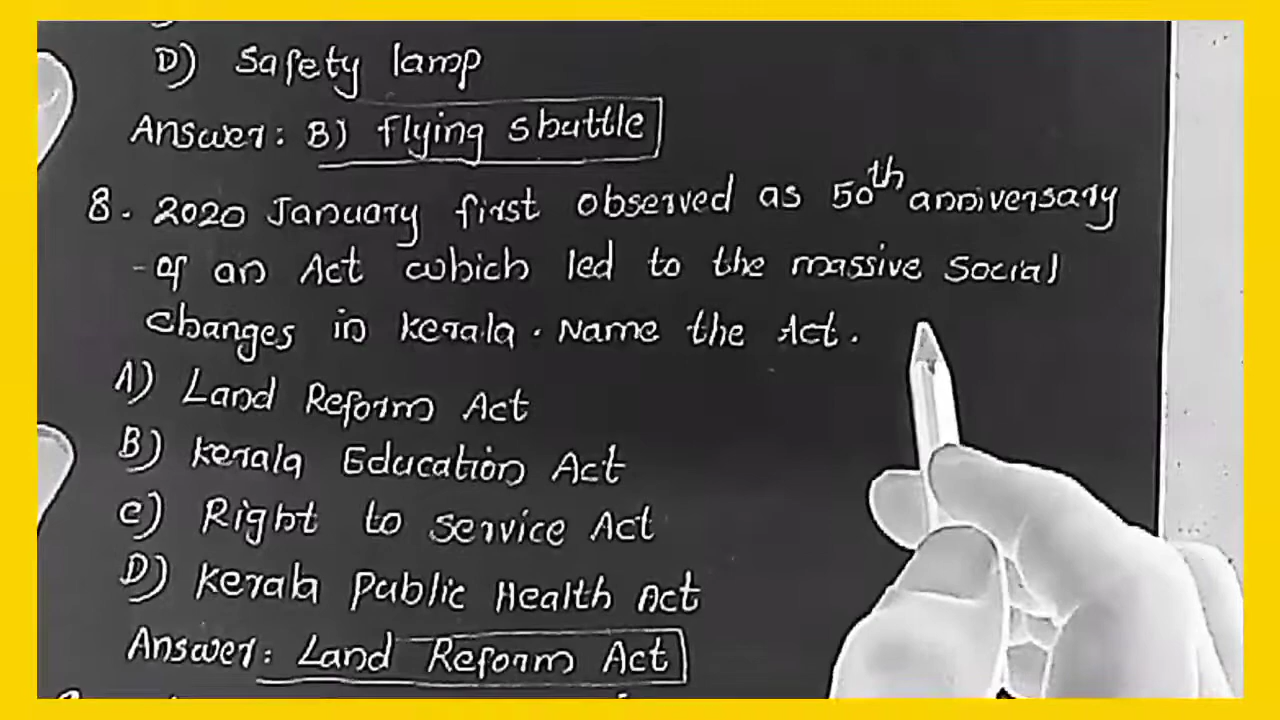 D) Safety lamp
Answer: B) flying shuttle
8. 2020 January first observed as 50th anniversary
of an Act which led to the massive social
changes in kerala. Name the Act.
A) Land Reform Act
B) kerala Education Act
C) Right to service Act
D) kerala Public Health Act
Answer: Land Reform Act